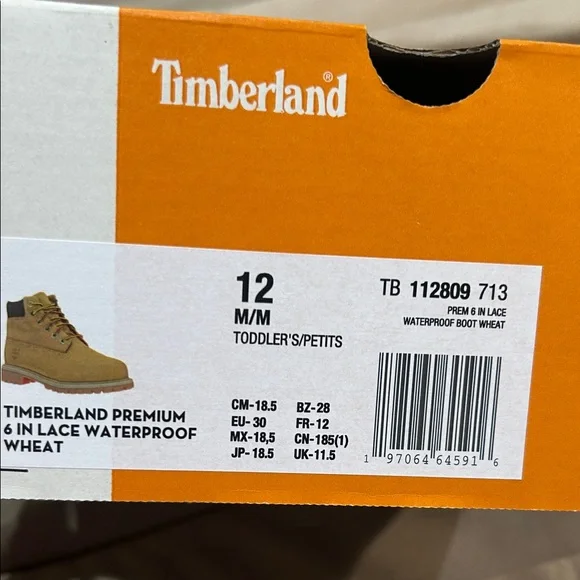 Timberland®
12
M/M
TODDLER'S/PETITS
TB 112809 713
PREM 6 IN LACE
WATERPROOF BOOT WHEAT
TIMBERLAND PREMIUM
6 IN LACE WATERPROOF
WHEAT
CM-18.5 BZ-28
EU- 30 FR-12
MX-18,5 CN-185(1)
JP- 18.5 UK-11.5
1 97064 64591 6